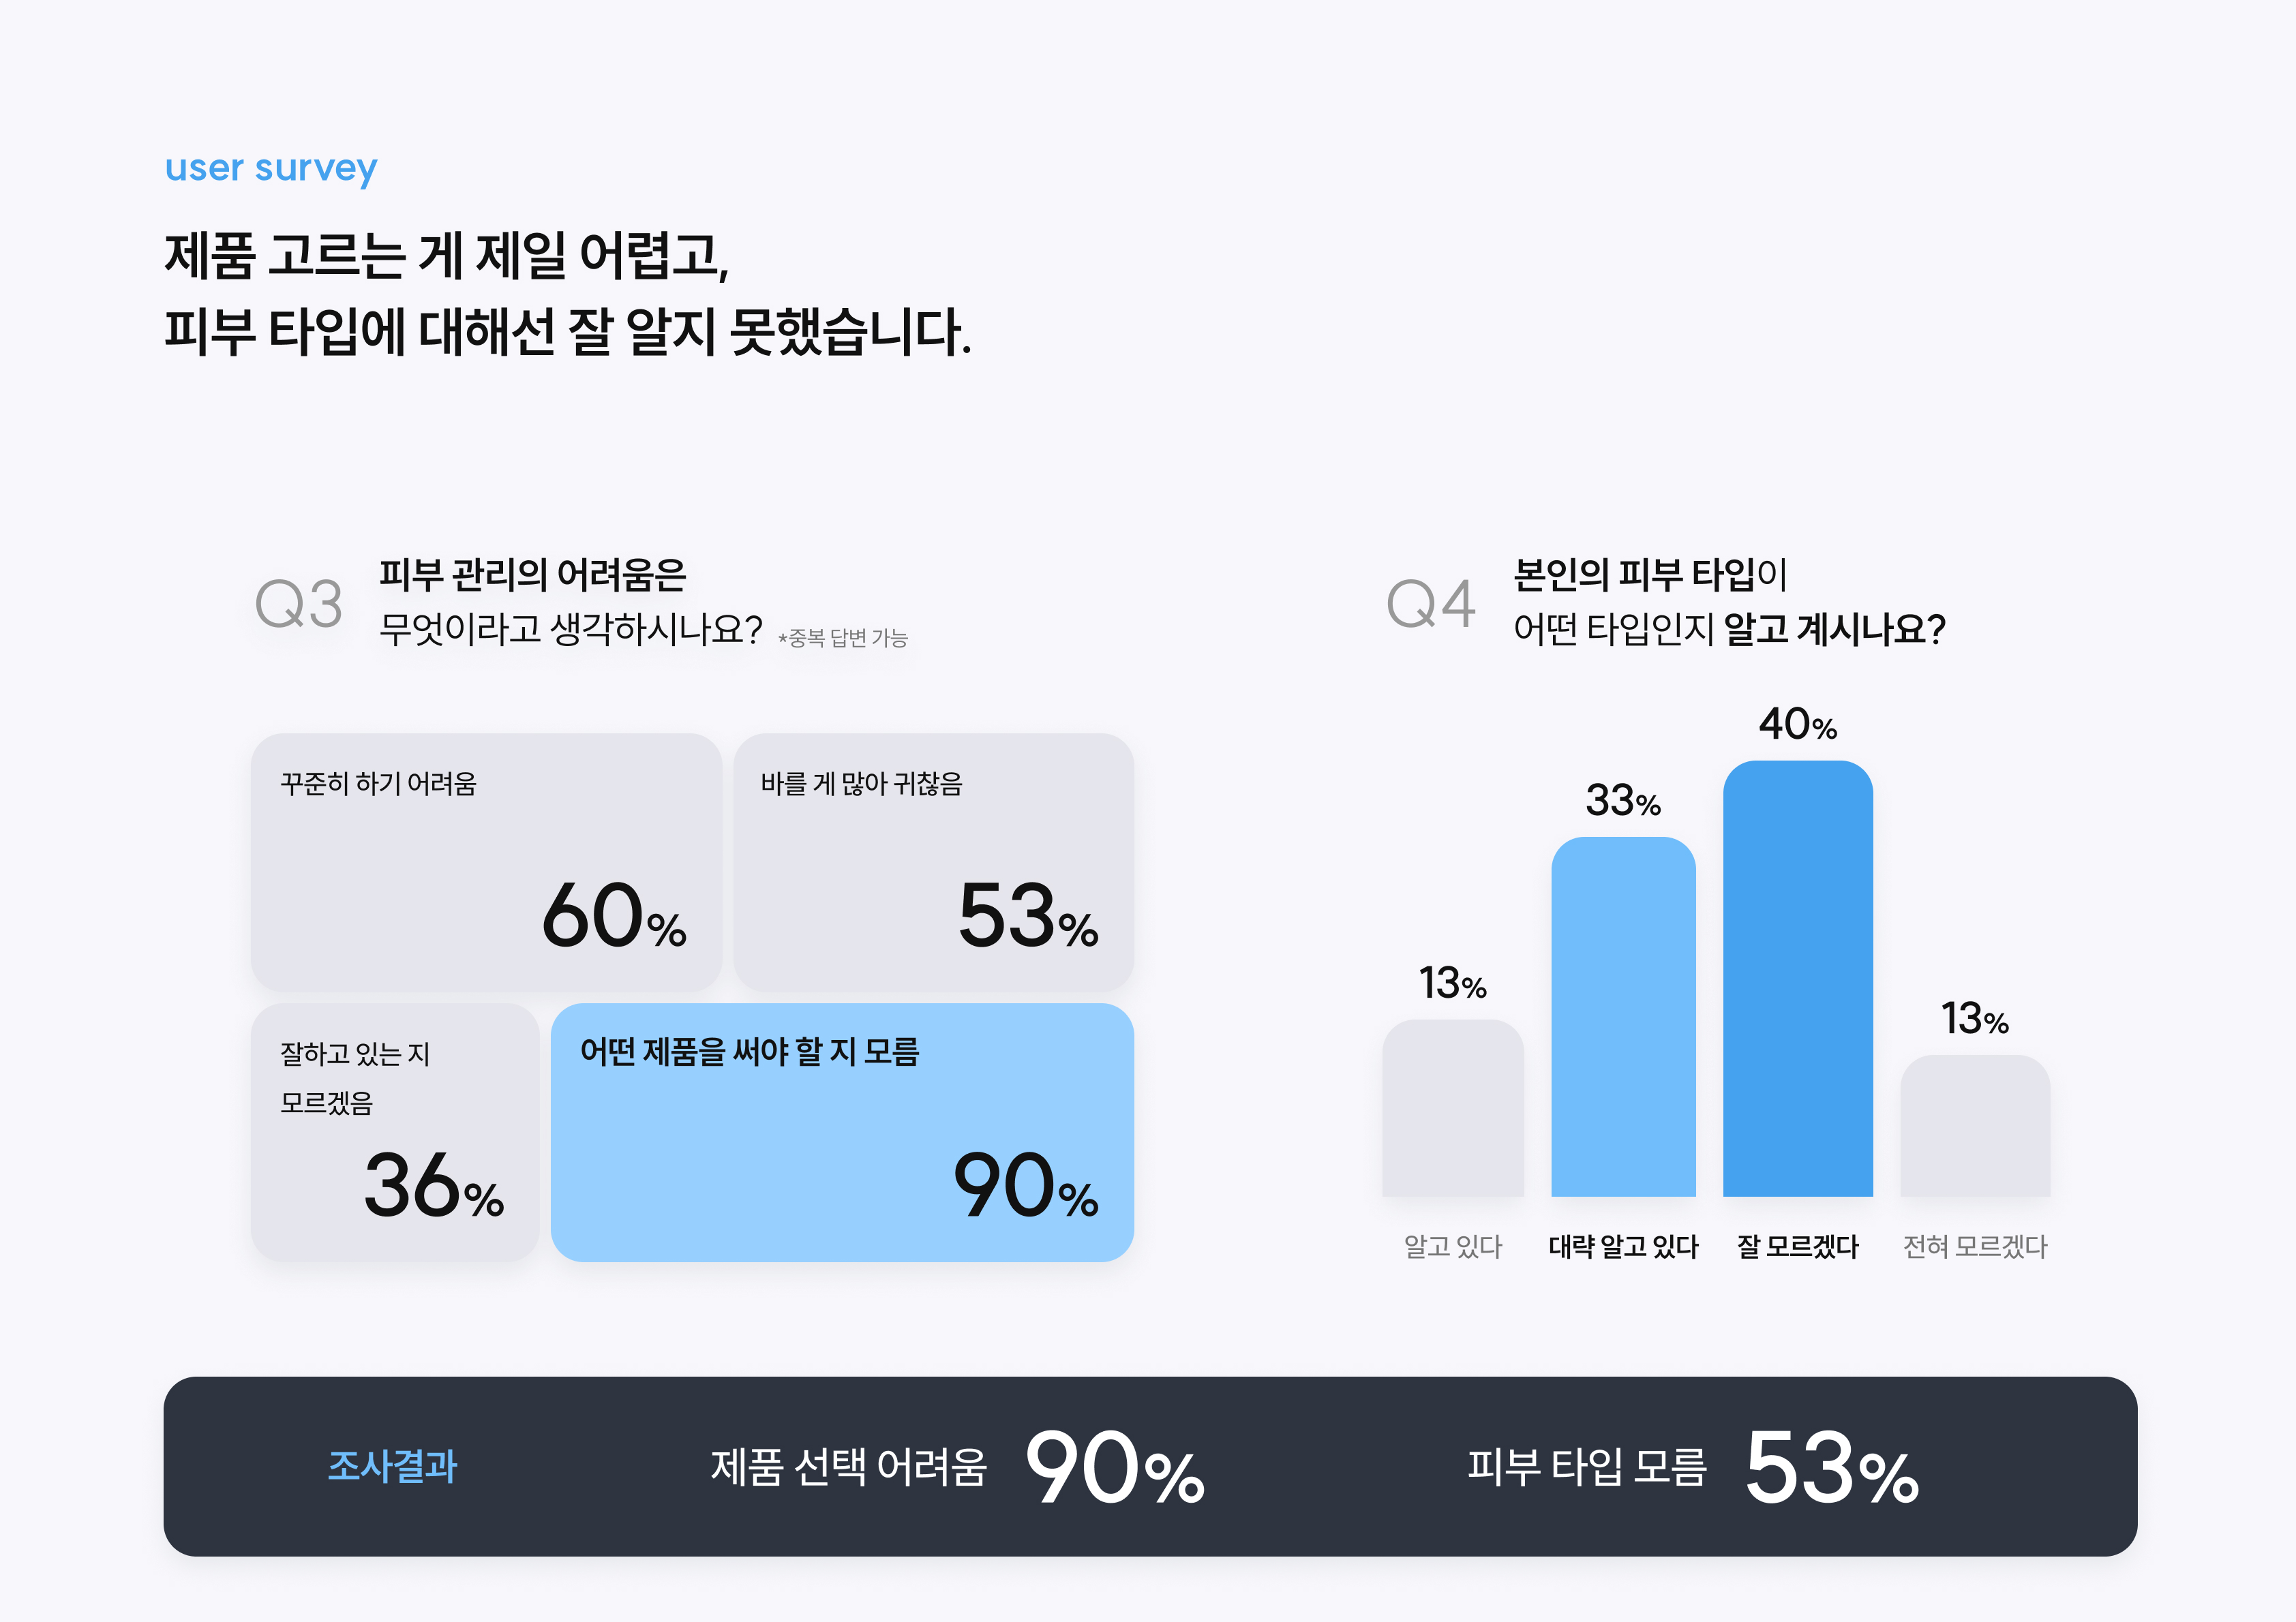 user survey
제품 고르는 게 제일 어렵고,
피부 타입에 대해선 잘 알지 못했습니다.
Q3
피부 관리의 어려움은
무엇이라고 생각하시나요? *중복 답변 가능
꾸준히 하기 어려움
60%
바를 게 많아 귀찮음
53%
잘하고 있는 지
모르겠음
36%
어떤 제품을 써야 할 지 모름
90%
Q4
본인의 피부 타입이
어떤 타입인지 알고 계시나요?
13%
33%
40%
13%
알고 있다
대략 알고 있다
잘 모르겠다
전혀 모르겠다
조사결과
제품 선택 어려움 90%
피부 타입 모름 53%